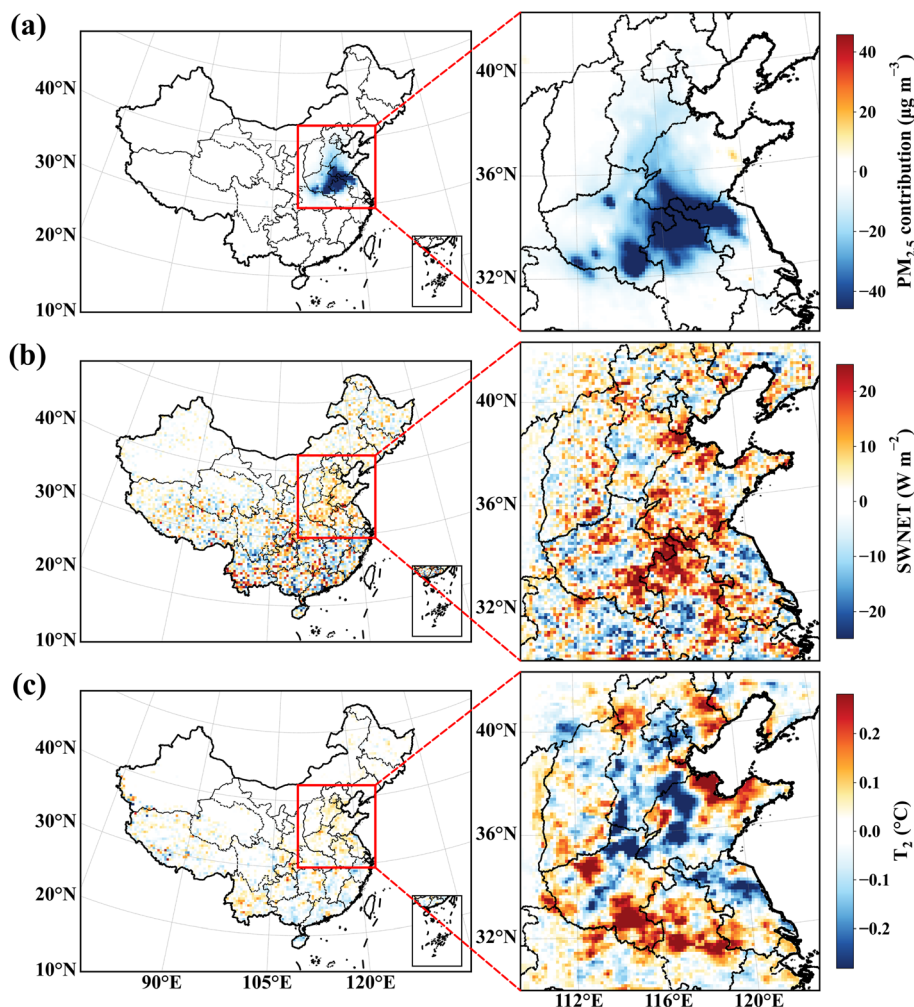 (a)
40°N
30°N
20°N
10°N
40°N
36°N
32°N
40
20
0
−20
−40
PM2.5 contribution (μg m−3)
(b)
40°N
30°N
20°N
10°N
40°N
36°N
32°N
20
10
0
−10
−20
SWNET (W m−2)
(c)
40°N
30°N
20°N
10°N
90°E
105°E
120°E
40°N
36°N
32°N
112°E
116°E
120°E
0.2
0.1
0.0
−0.1
−0.2
T2 (°C)